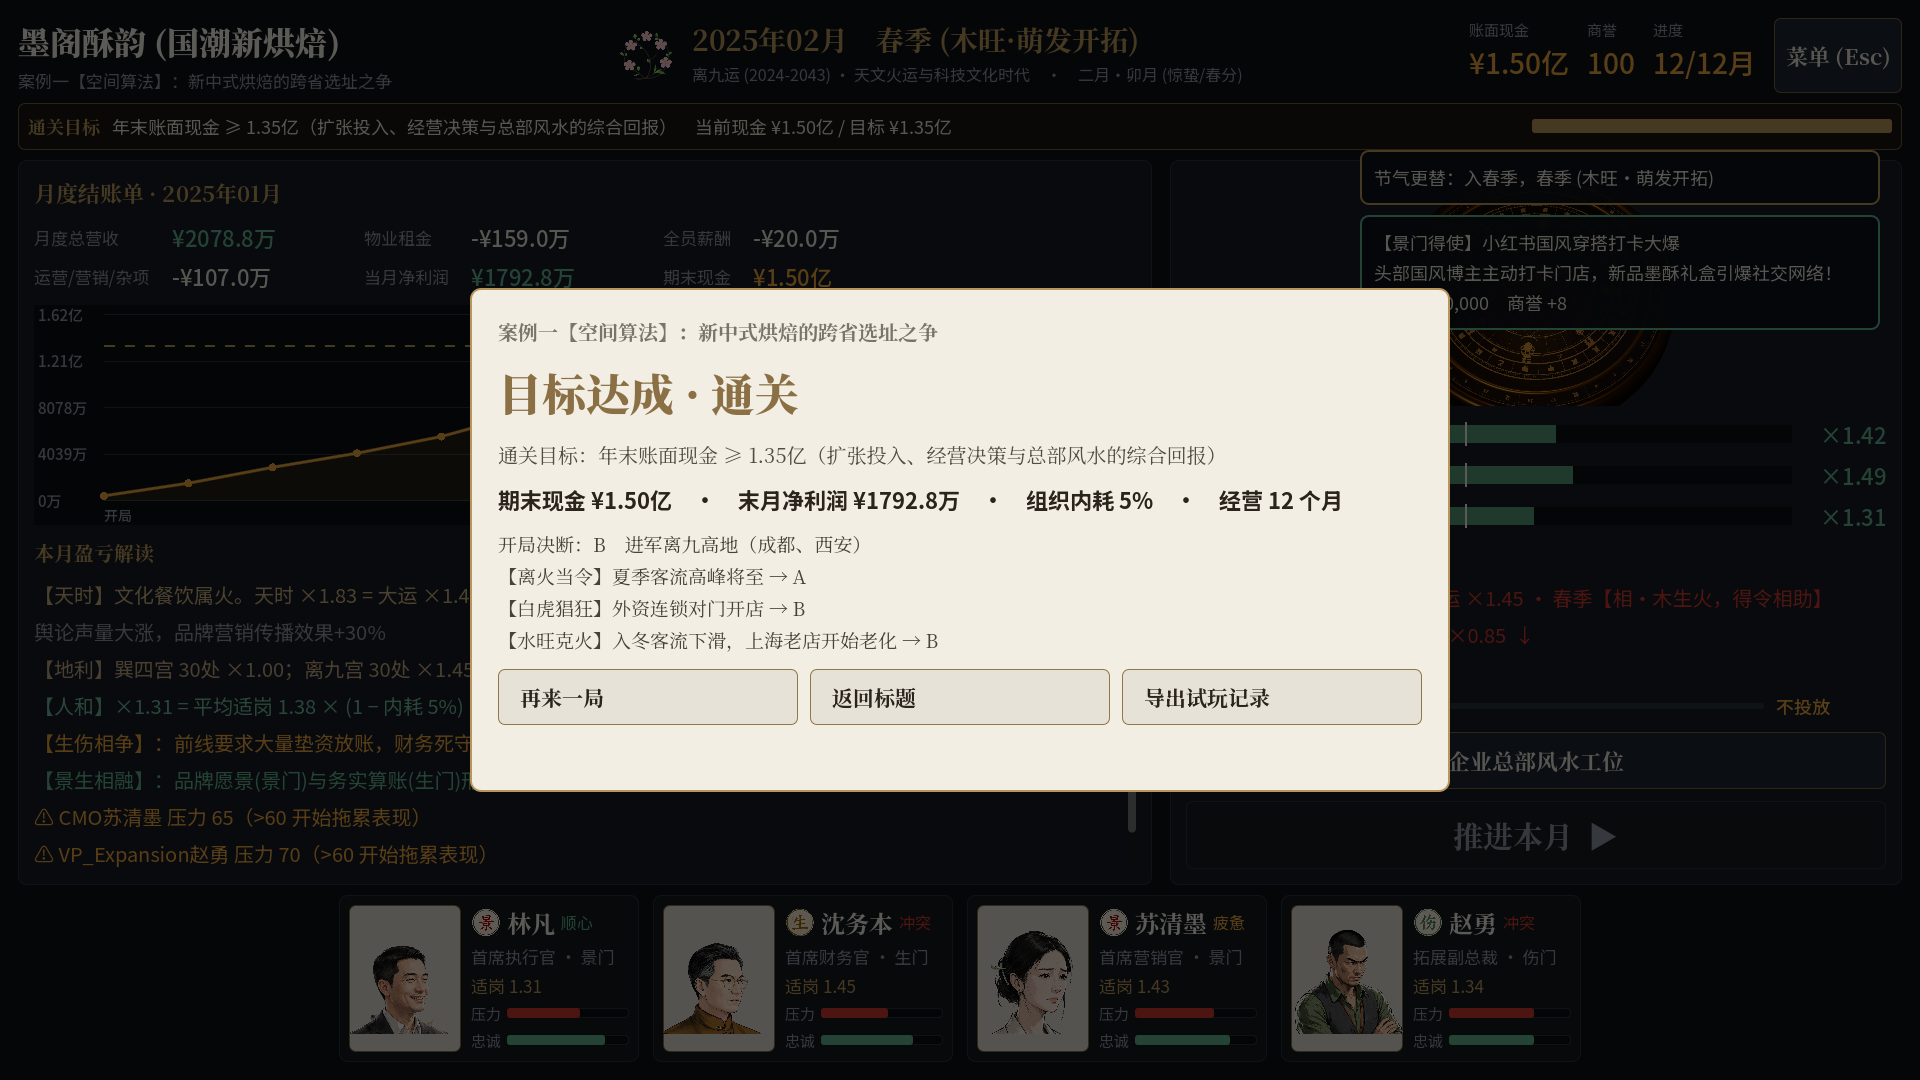 墨阁酥韵 (国潮新烘焙)
案例一【空间算法】：新中式烘焙的跨省选址之争
2025年02月 春季 (木旺·萌发开拓)
离九运 (2024-2043) · 天文火运与科技文化时代 · 二月·卯月 (惊蛰/春分)
账面现金 商誉 进度
¥1.50亿 100 12/12月
菜单 (Esc)
通关目标 年末账面现金 ≥ 1.35亿（扩张投入、经营决策与总部风水的综合回报） 当前现金 ¥1.50亿 / 目标 ¥1.35亿
月度结账单 · 2025年01月
月度总营收 ¥2078.8万 物业租金 -¥159.0万 全员薪酬 -¥20.0万
运营/营销/杂项 -¥107.0万 当月净利润 ¥1792.8万 期末现金 ¥1.50亿
1.62亿
1.21亿
8078万
4039万
0万
开局
节气更替：入春季，春季 (木旺·萌发开拓)
【景门得使】小红书国风穿搭打卡大爆
头部国风博主主动打卡门店，新品墨酥礼盒引爆社交网络！
0,000 商誉 +8
案例一【空间算法】：新中式烘焙的跨省选址之争
目标达成 · 通关
通关目标：年末账面现金 ≥ 1.35亿（扩张投入、经营决策与总部风水的综合回报）
期末现金 ¥1.50亿 · 末月净利润 ¥1792.8万 · 组织内耗 5% · 经营 12 个月
开局决断：B 进军离九高地（成都、西安）
【离火当令】夏季客流高峰将至 → A
【白虎猖狂】外资连锁对门开店 → B
【水旺克火】入冬客流下滑，上海老店开始老化 → B
再来一局 返回标题 导出试玩记录
本月盈亏解读
【天时】文化餐饮属火。天时 ×1.83 = 大运 ×1.4
舆论声量大涨，品牌营销传播效果+30%
【地利】巽四宫 30处 ×1.00；离九宫 30处 ×1.45
【人和】×1.31 = 平均适岗 1.38 × (1 − 内耗 5%)
【生伤相争】：前线要求大量垫资放账，财务死守
【景生相融】：品牌愿景(景门)与务实算账(生门)
⚠ CMO苏清墨 压力 65（>60 开始拖累表现）
⚠ VP_Expansion赵勇 压力 70（>60 开始拖累表现）
×1.42
×1.49
×1.31
运 ×1.45 · 春季【相·木生火，得令相助】
×0.85 ↓
不投放
企业总部风水工位
推进本月 ▶
景 林凡 顺心
首席执行官 · 景门
适岗 1.31
压力
忠诚
生 沈务本 冲突
首席财务官 · 生门
适岗 1.45
压力
忠诚
景 苏清墨 疲惫
首席营销官 · 景门
适岗 1.43
压力
忠诚
伤 赵勇 冲突
拓展副总裁 · 伤门
适岗 1.34
压力
忠诚